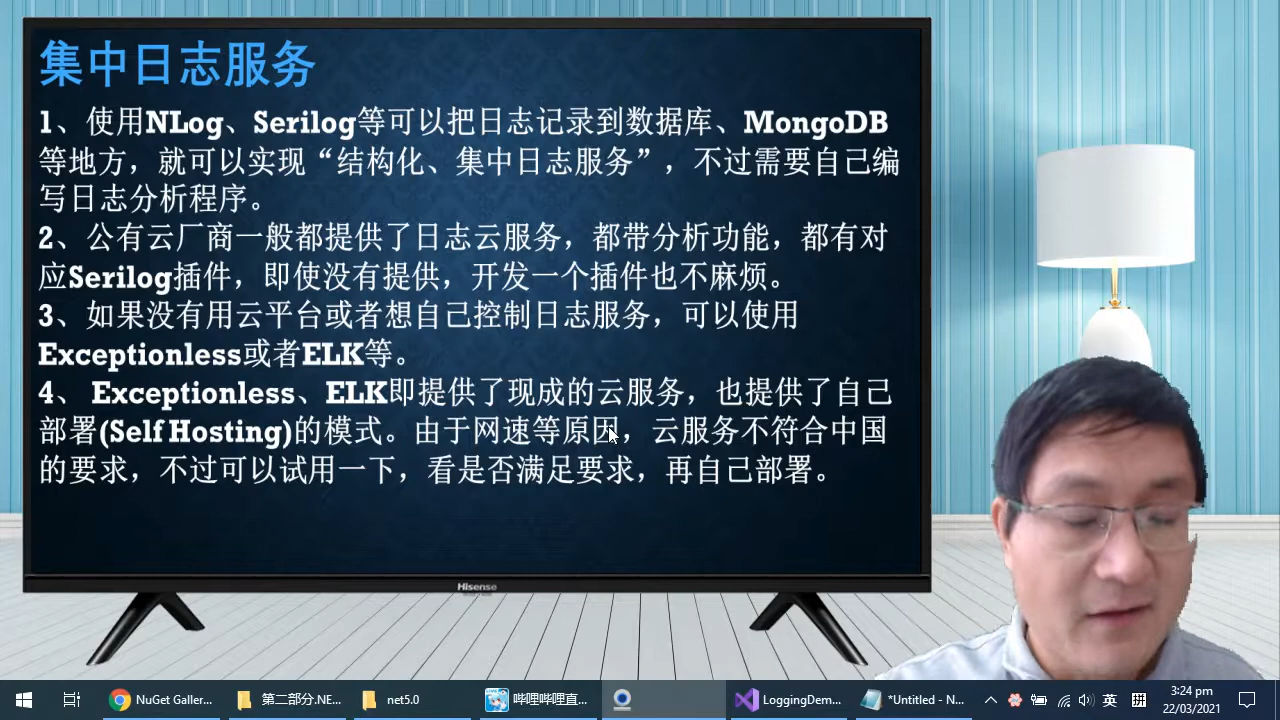 集中日志服务
1、使用NLog、Serilog等可以把日志记录到数据库、MongoDB
等地方，就可以实现“结构化、集中日志服务”，不过需要自己编
写日志分析程序。
2、公有云厂商一般都提供了日志云服务，都带分析功能，都有对
应Serilog插件，即使没有提供，开发一个插件也不麻烦。
3、如果没有用云平台或者想自己控制日志服务，可以使用
Exceptionless或者ELK等。
4、 Exceptionless、ELK即提供了现成的云服务，也提供了自己
部署(Self Hosting)的模式。由于网速等原因，云服务不符合中国
的要求，不过可以试用一下，看是否满足要求，再自己部署。
Hisense
NuGet Galler...
第二部分.NE...
net5.0
哔哩哔哩直...
LoggingDem...
*Untitled - N...
英
拼
3:24 pm
22/03/2021